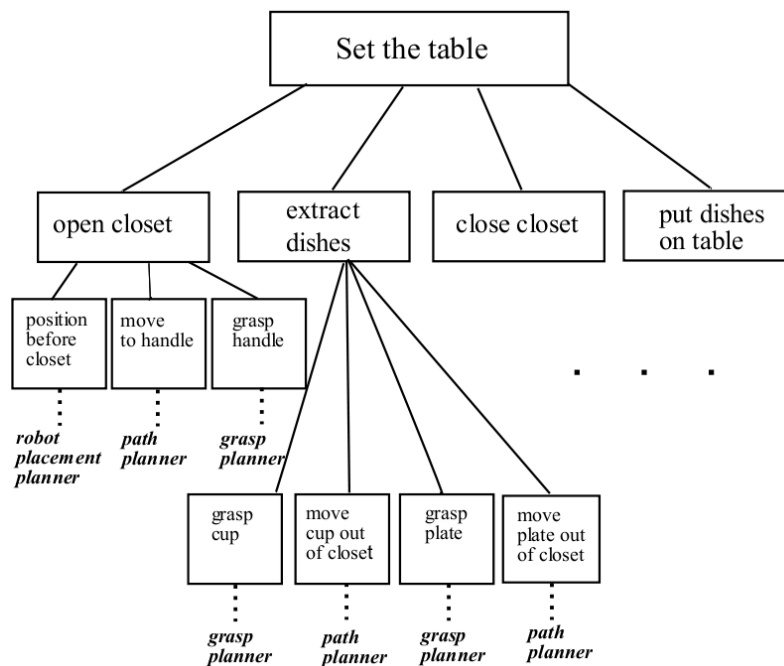 Set the table
open closet
extract
dishes
close closet
put dishes
on table
position
before
closet
move
to handle
grasp
handle
. . .
robot
placement
planner
path
planner
grasp
planner
grasp
cup
move
cup out
of closet
grasp
plate
move
plate out
of closet
grasp
planner
path
planner
grasp
planner
path
planner